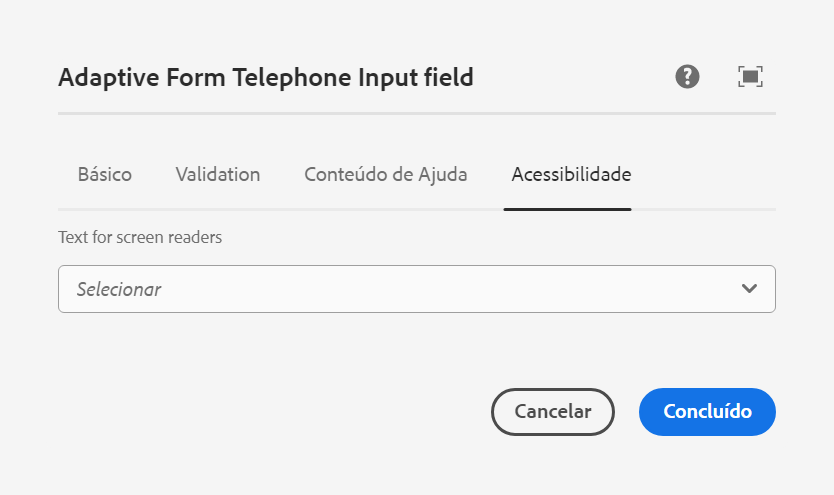 Adaptive Form Telephone Input field
Básico Validation Conteúdo de Ajuda Acessibilidade
Text for screen readers
Selecionar
Cancelar Concluído